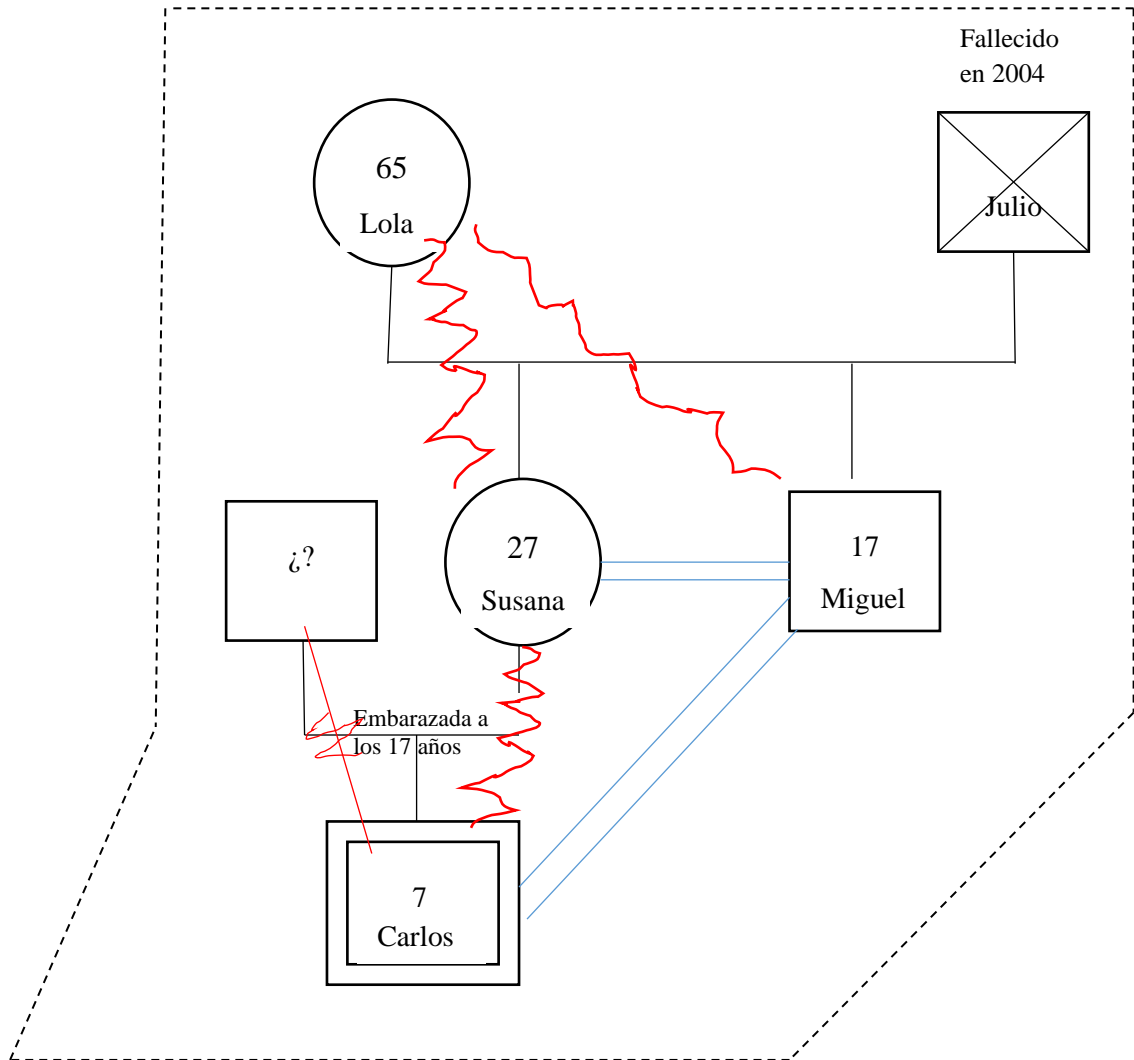 Fallecido
en 2004
65
Lola
Julio
¿?
27
Susana
17
Miguel
Embarazada a
los 17 años
7
Carlos